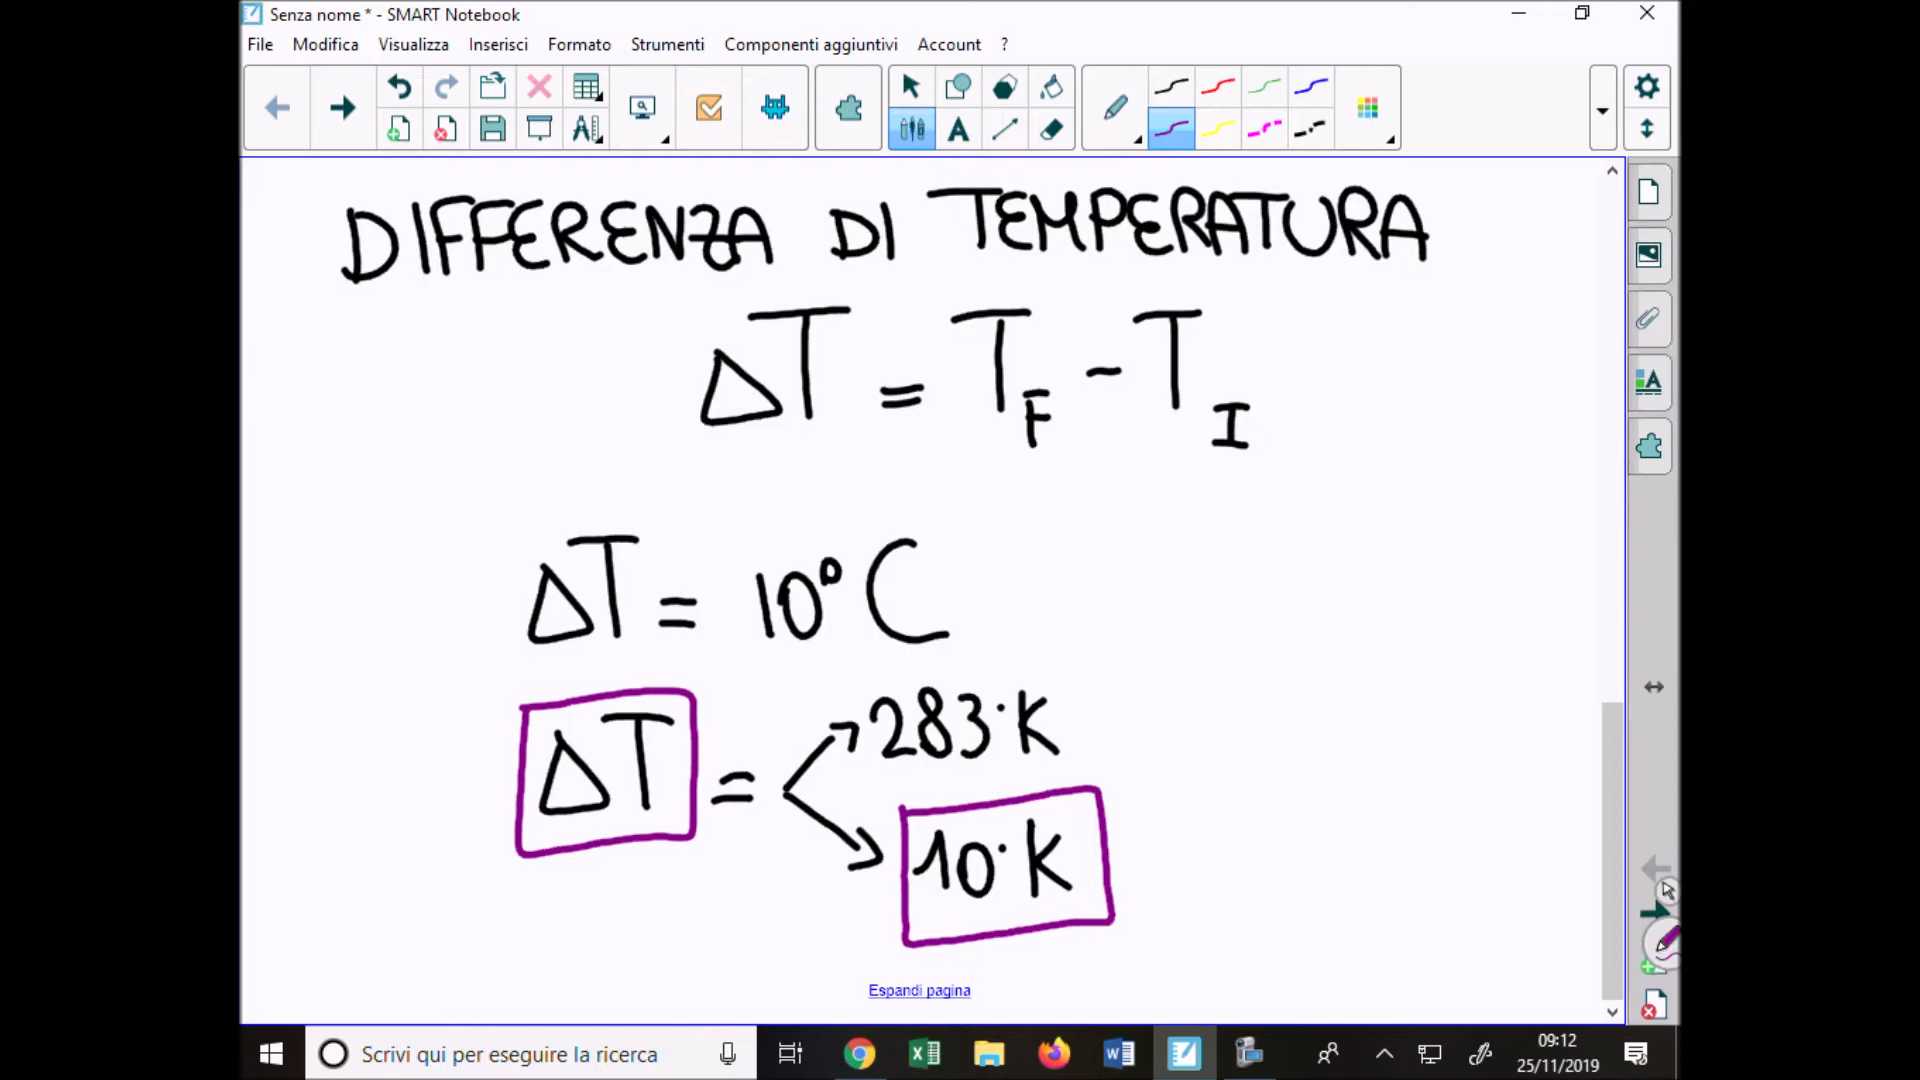 Senza nome * - SMART Notebook
File Modifica Visualizza Inserisci Formato Strumenti Componenti aggiuntivi Account ?
DIFFERENZA DI TEMPERATURA
ΔT = T_F - T_I
ΔT = 10°C
ΔT = 283·K
10·K
Espandi pagina
Scrivi qui per eseguire la ricerca
09:12
25/11/2019